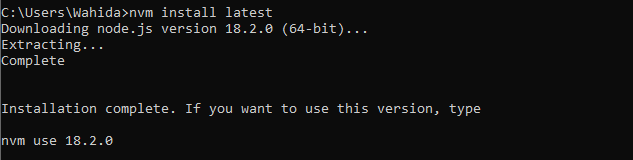 C:\Users\Wahida>nvm install latest
Downloading node.js version 18.2.0 (64-bit)...
Extracting...
Complete
Installation complete. If you want to use this version, type
nvm use 18.2.0